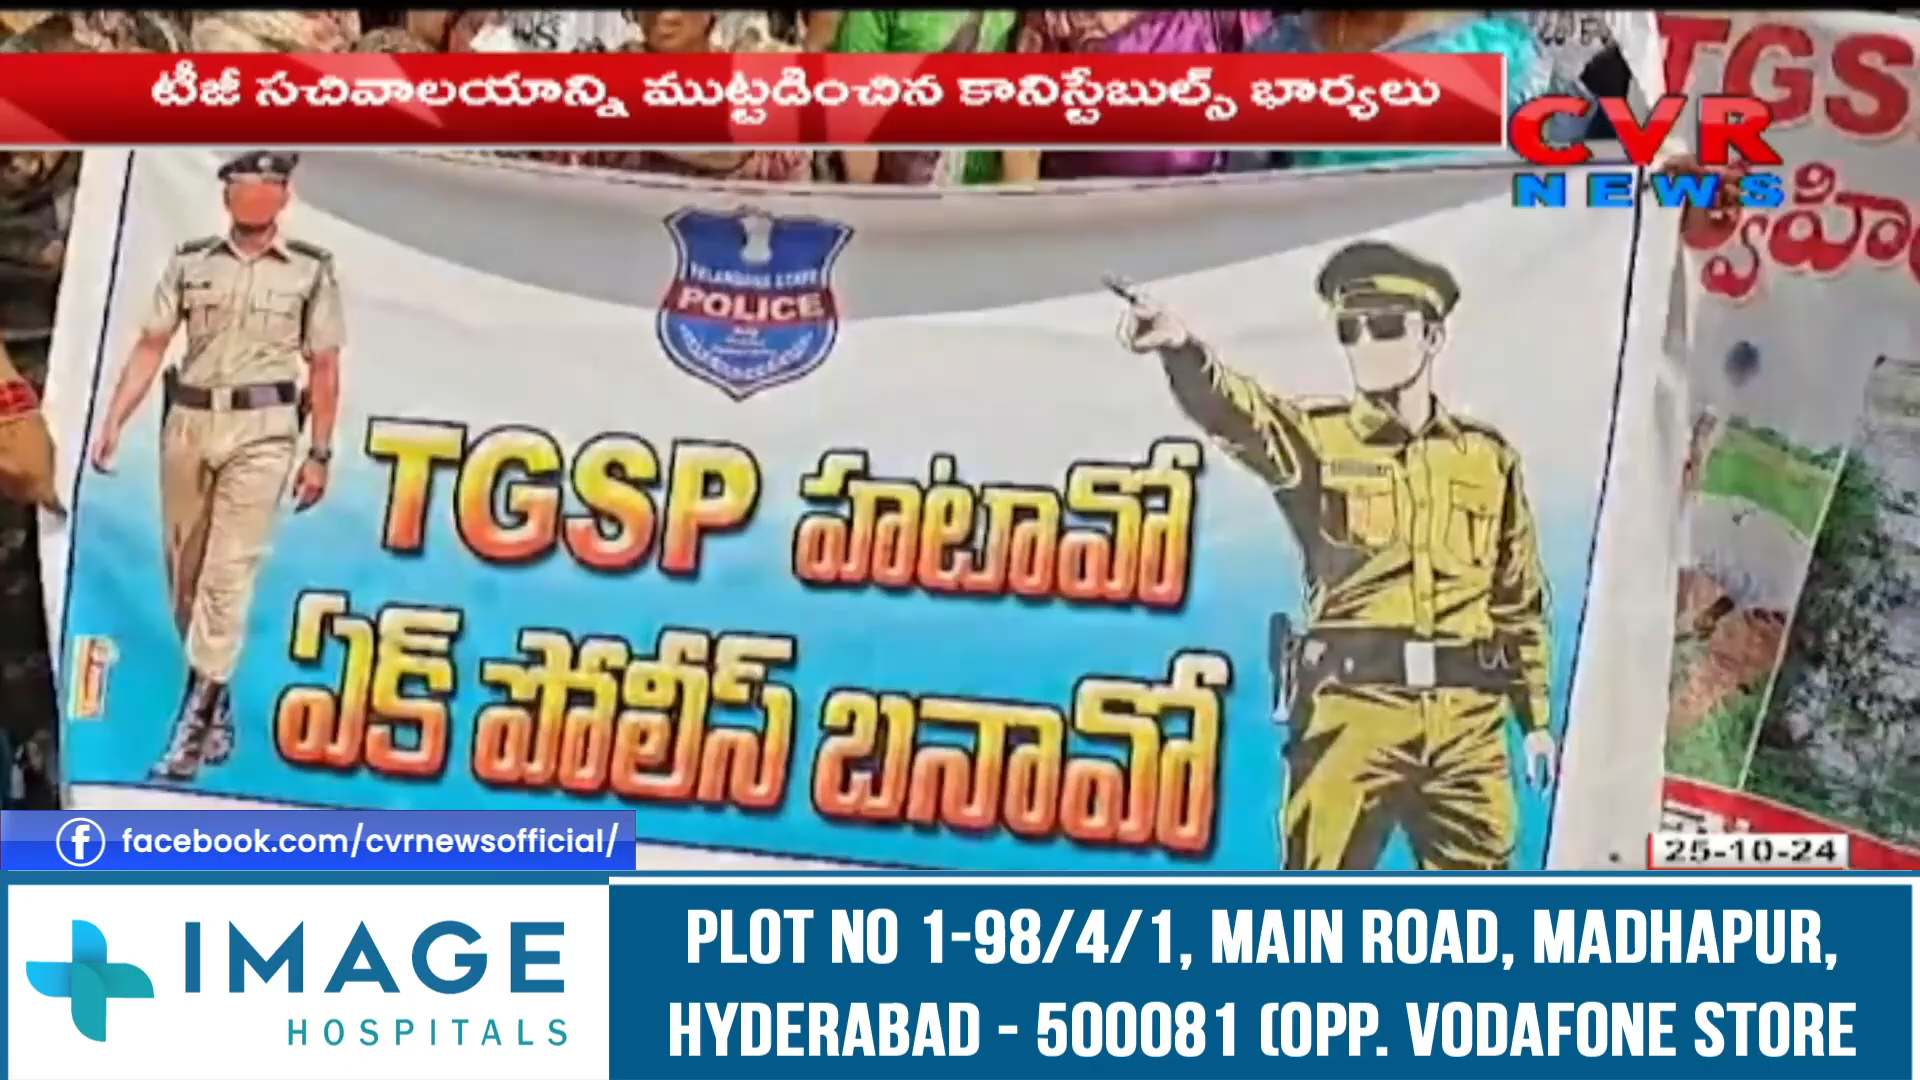 టీజీ సచివాలయాన్ని ముట్టడించిన కానిస్టేబుల్స్ భార్యలు
CVR
NEWS
TGS
POLICE
TGSP హటావో
ఏక్ పోలీస్ బనావో
facebook.com/cvrnewsofficial/
25-10-24
IMAGE
HOSPITALS
PLOT NO 1-98/4/1, MAIN ROAD, MADHAPUR,
HYDERABAD - 500081 (OPP. VODAFONE STORE